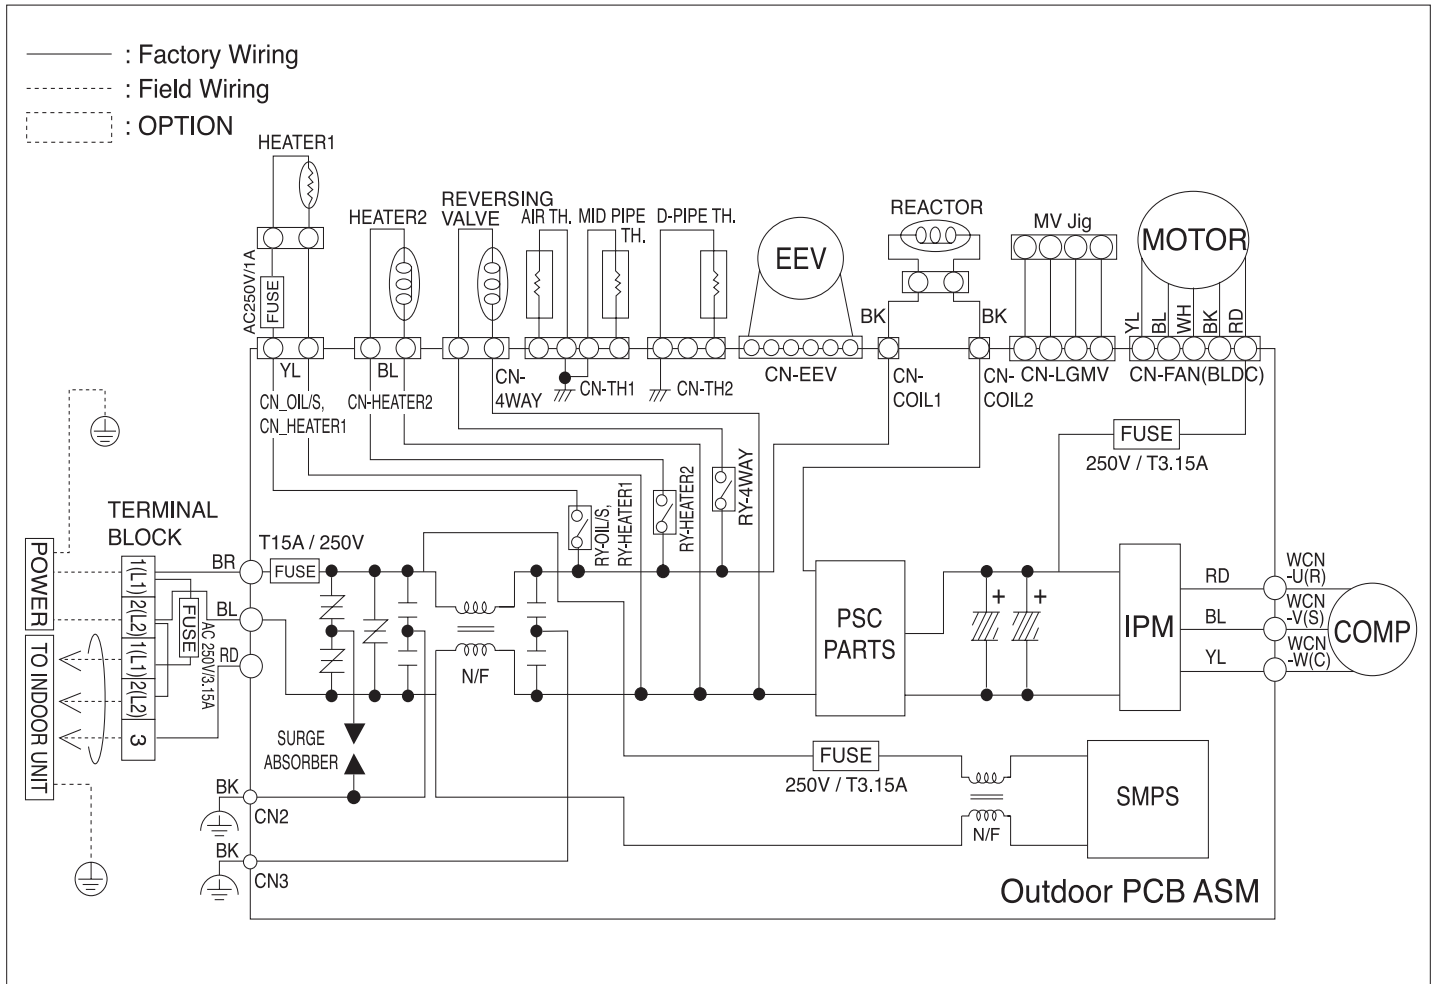 : Factory Wiring
: Field Wiring
: OPTION
HEATER1
HEATER2
REVERSING
VALVE
AIR TH.
MID PIPE
TH.
D-PIPE TH.
EEV
REACTOR
MV Jig
MOTOR
AC250V/1A
FUSE
BK
BK
YL
BL
WH
BK
RD
YL
CN_OIL/S,
CN_HEATER1
BL
CN-HEATER2
CN-
4WAY
CN-TH1
CN-TH2
CN-EEV
CN-
COIL1
CN-
COIL2
CN-LGMV
CN-FAN(BLDC)
FUSE
250V / T3.15A
RY-OIL/S,
RY-HEATER1
RY-HEATER2
RY-4WAY
TERMINAL
BLOCK
POWER
TO INDOOR UNIT
1(L1)
2(L2)
1(L1)
2(L2)
3
FUSE
AC 250V/3.15A
BR
BL
RD
T15A / 250V
FUSE
N/F
SURGE
ABSORBER
BK
CN2
BK
CN3
PSC
PARTS
+
+
IPM
RD
BL
YL
WCN
-U(R)
WCN
-V(S)
WCN
-W(C)
COMP
FUSE
250V / T3.15A
N/F
SMPS
Outdoor PCB ASM